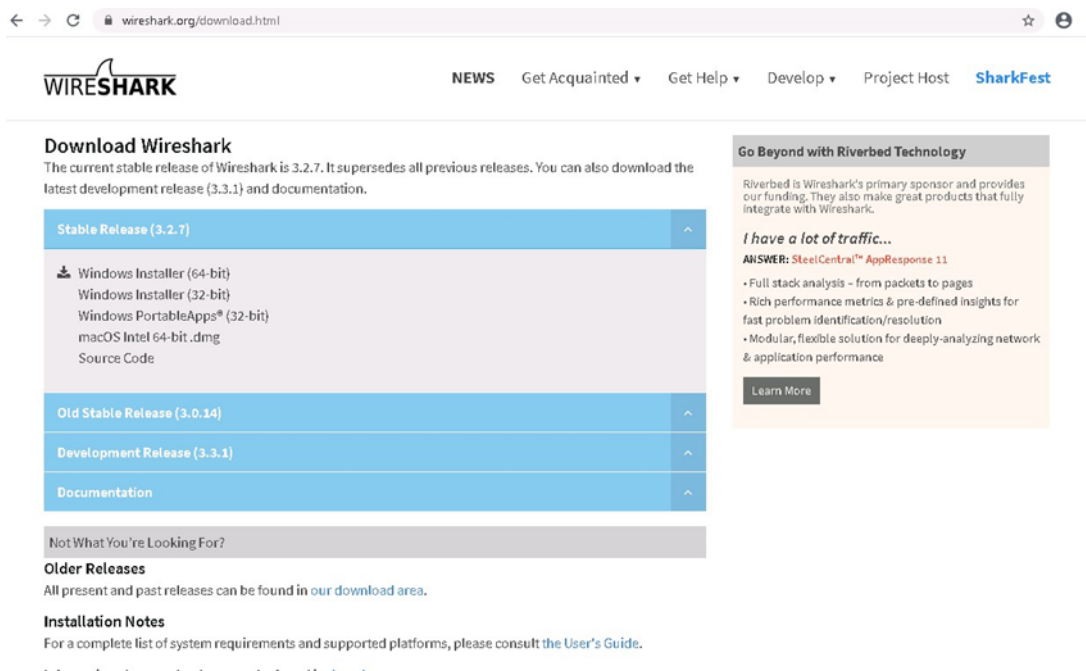 wireshark.org/download.html
WIRESHARK
NEWS Get Acquainted ▾ Get Help ▾ Develop ▾ Project Host SharkFest
Download Wireshark
The current stable release of Wireshark is 3.2.7. It supersedes all previous releases. You can also download the
latest development release (3.3.1) and documentation.
Stable Release (3.2.7)
Windows Installer (64-bit)
Windows Installer (32-bit)
Windows PortableApps® (32-bit)
macOS Intel 64-bit .dmg
Source Code
Old Stable Release (3.0.14)
Development Release (3.3.1)
Documentation
Not What You're Looking For?
Older Releases
All present and past releases can be found in our download area.
Installation Notes
For a complete list of system requirements and supported platforms, please consult the User's Guide.
Go Beyond with Riverbed Technology
Riverbed is Wireshark's primary sponsor and provides
our funding. They also make great products that fully
integrate with Wireshark.
I have a lot of traffic...
ANSWER: SteelCentral™ AppResponse 11
• Full stack analysis – from packets to pages
• Rich performance metrics & pre-defined insights for
fast problem identification/resolution
• Modular, flexible solution for deeply-analyzing network
& application performance
Learn More